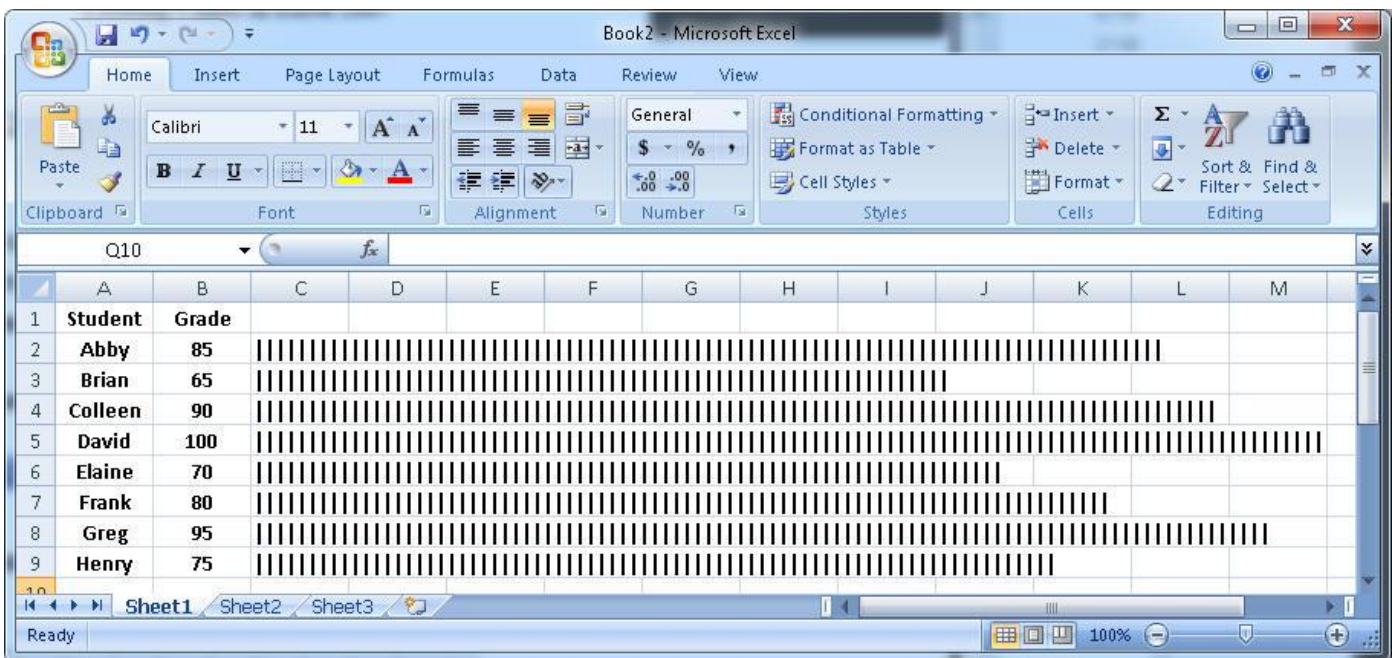 Book2 - Microsoft Excel
Home Insert Page Layout Formulas Data Review View
Calibri 11 General Conditional Formatting Insert Σ
Paste B I U $ % , Format as Table Delete Sort & Find &
Cell Styles Format Filter Select
Clipboard Font Alignment Number Styles Cells Editing
Q10 fx
A B C D E F G H I J K L M
1 Student Grade
2 Abby 85
3 Brian 65
4 Colleen 90
5 David 100
6 Elaine 70
7 Frank 80
8 Greg 95
9 Henry 75
10
Sheet1 Sheet2 Sheet3
Ready 100%